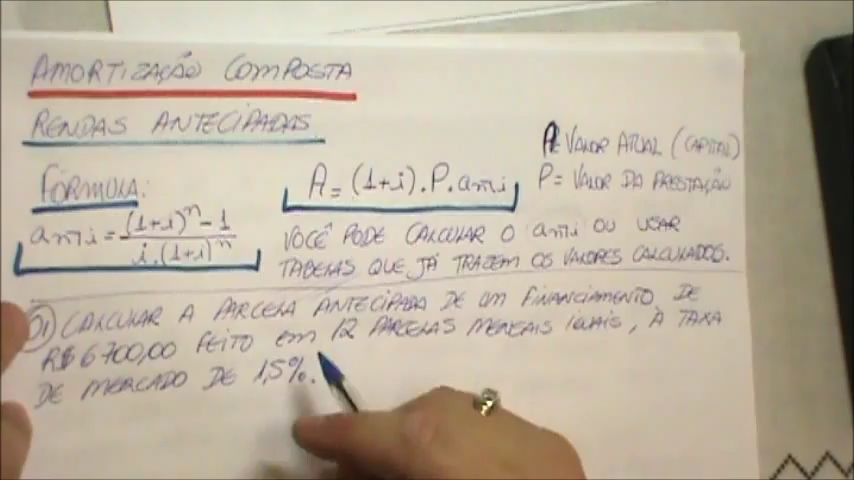 AMORTIZAÇÃO COMPOSTA
RENDAS ANTECIPADAS
A = VALOR ATUAL (CAPITAL)
P = VALOR DA PRESTAÇÃO
FÓRMULA:
A = (1+i).P.an¬i
an¬i = (1+i)^n - 1 / i.(1+i)^n
VOCÊ PODE CALCULAR O an¬i OU USAR
TABELAS QUE JÁ TRAZEM OS VALORES CALCULADOS.
01 CALCULAR A PARCELA ANTECIPADA DE UM FINANCIAMENTO DE
R$ 6700,00 FEITO EM 12 PARCELAS MENSAIS IGUAIS, À TAXA
DE MERCADO DE 1,5%.